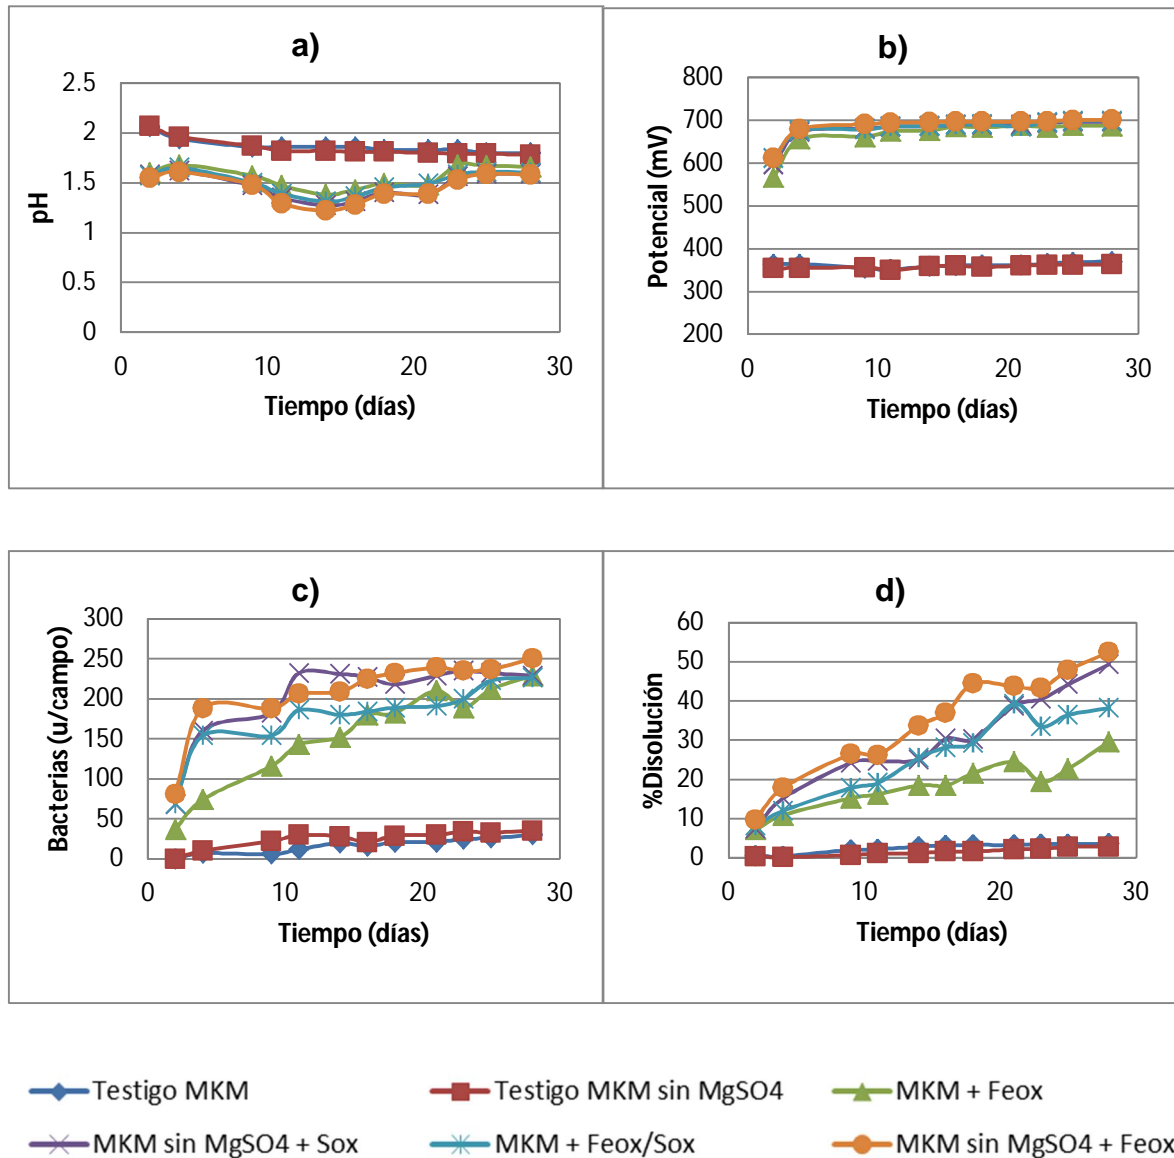 a)
2.5
2
1.5
1
1.5
0
pH
0
10
20
30
Tiempo (días)
b)
800
700
600
500
400
300
200
Potencial (mV)
0
10
20
30
Tiempo (días)
c)
300
250
200
150
100
50
0
Bacterias (u/campo)
0
10
20
30
Tiempo (días)
d)
60
50
40
30
20
10
0
%Disolución
0
10
20
30
Tiempo (días)
Testigo MKM
Testigo MKM sin MgSO4
MKM + Feox
MKM sin MgSO4 + Sox
MKM + Feox/Sox
MKM sin MgSO4 + Feox